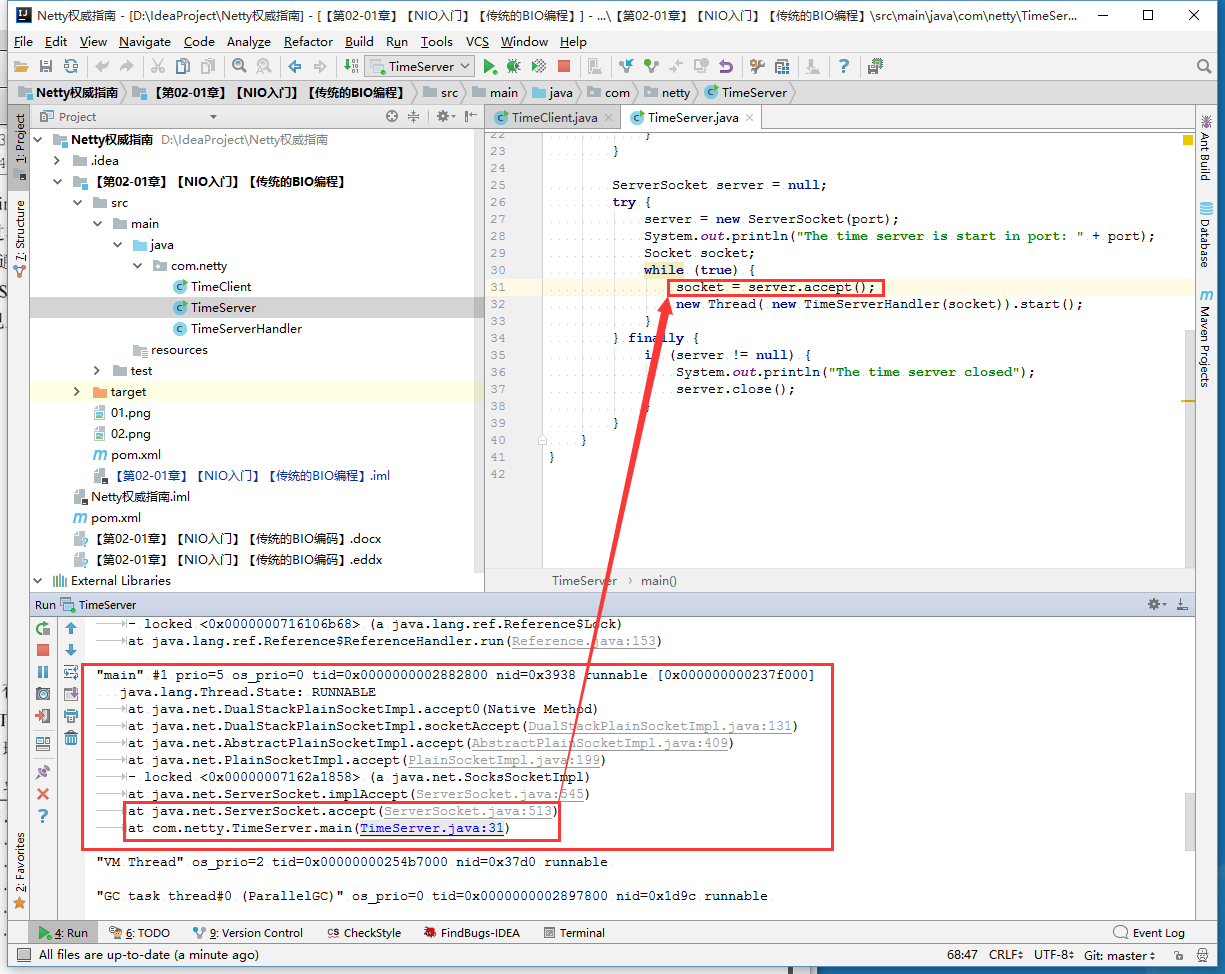 Netty权威指南 - [D:\IdeaProject\Netty权威指南] - [【第02-01章】【NIO入门】【传统的BIO编程】] - ...\【第02-01章】【NIO入门】【传统的BIO编程】\src\main\java\com\netty\TimeSer...
File Edit View Navigate Code Analyze Refactor Build Run Tools VCS Window Help
TimeServer
Netty权威指南 【第02-01章】【NIO入门】【传统的BIO编程】 src main java com netty TimeServer
1: Project
7: Structure
2: Favorites
Project
Netty权威指南 D:\IdeaProject\Netty权威指南
.idea
【第02-01章】【NIO入门】【传统的BIO编程】
src
main
java
com.netty
TimeClient
TimeServer
TimeServerHandler
resources
test
target
01.png
02.png
pom.xml
【第02-01章】【NIO入门】【传统的BIO编程】.iml
Netty权威指南.iml
pom.xml
【第02-01章】【NIO入门】【传统的BIO编码】.docx
【第02-01章】【NIO入门】【传统的BIO编码】.eddx
External Libraries
TimeClient.java TimeServer.java
22 }
23 }
24
25 ServerSocket server = null;
26 try {
27 server = new ServerSocket(port);
28 System.out.println("The time server is start in port: " + port);
29 Socket socket;
30 while (true) {
31 socket = server.accept();
32 new Thread( new TimeServerHandler(socket)).start();
33 }
34 } finally {
35 (server != null) {
36 System.out.println("The time server closed");
37 server.close();
38
39 }
40 }
41 }
42
TimeServer main()
Ant Build
Database
Maven Projects
Run TimeServer
- locked <0x0000000716106b68> (a java.lang.ref.Reference$Lock)
at java.lang.ref.Reference$ReferenceHandler.run(Reference.java:153)
"main" #1 prio=5 os_prio=0 tid=0x0000000002882800 nid=0x3938 runnable [0x000000000237f000]
java.lang.Thread.State: RUNNABLE
at java.net.DualStackPlainSocketImpl.accept0(Native Method)
at java.net.DualStackPlainSocketImpl.socketAccept(DualStackPlainSocketImpl.java:131)
at java.net.AbstractPlainSocketImpl.accept(AbstractPlainSocketImpl.java:409)
at java.net.PlainSocketImpl.accept(PlainSocketImpl.java:199)
- locked <0x00000007162a1858> (a java.net.SocksSocketImpl)
at java.net.ServerSocket.implAccept(ServerSocket.java:545)
at java.net.ServerSocket.accept(ServerSocket.java:513)
at com.netty.TimeServer.main(TimeServer.java:31)
"VM Thread" os_prio=2 tid=0x00000000254b7000 nid=0x37d0 runnable
"GC task thread#0 (ParallelGC)" os_prio=0 tid=0x0000000002897800 nid=0x1d9c runnable
4: Run 6: TODO 9: Version Control CheckStyle FindBugs-IDEA Terminal Event Log
All files are up-to-date (a minute ago) 68:47 CRLF UTF-8 Git: master